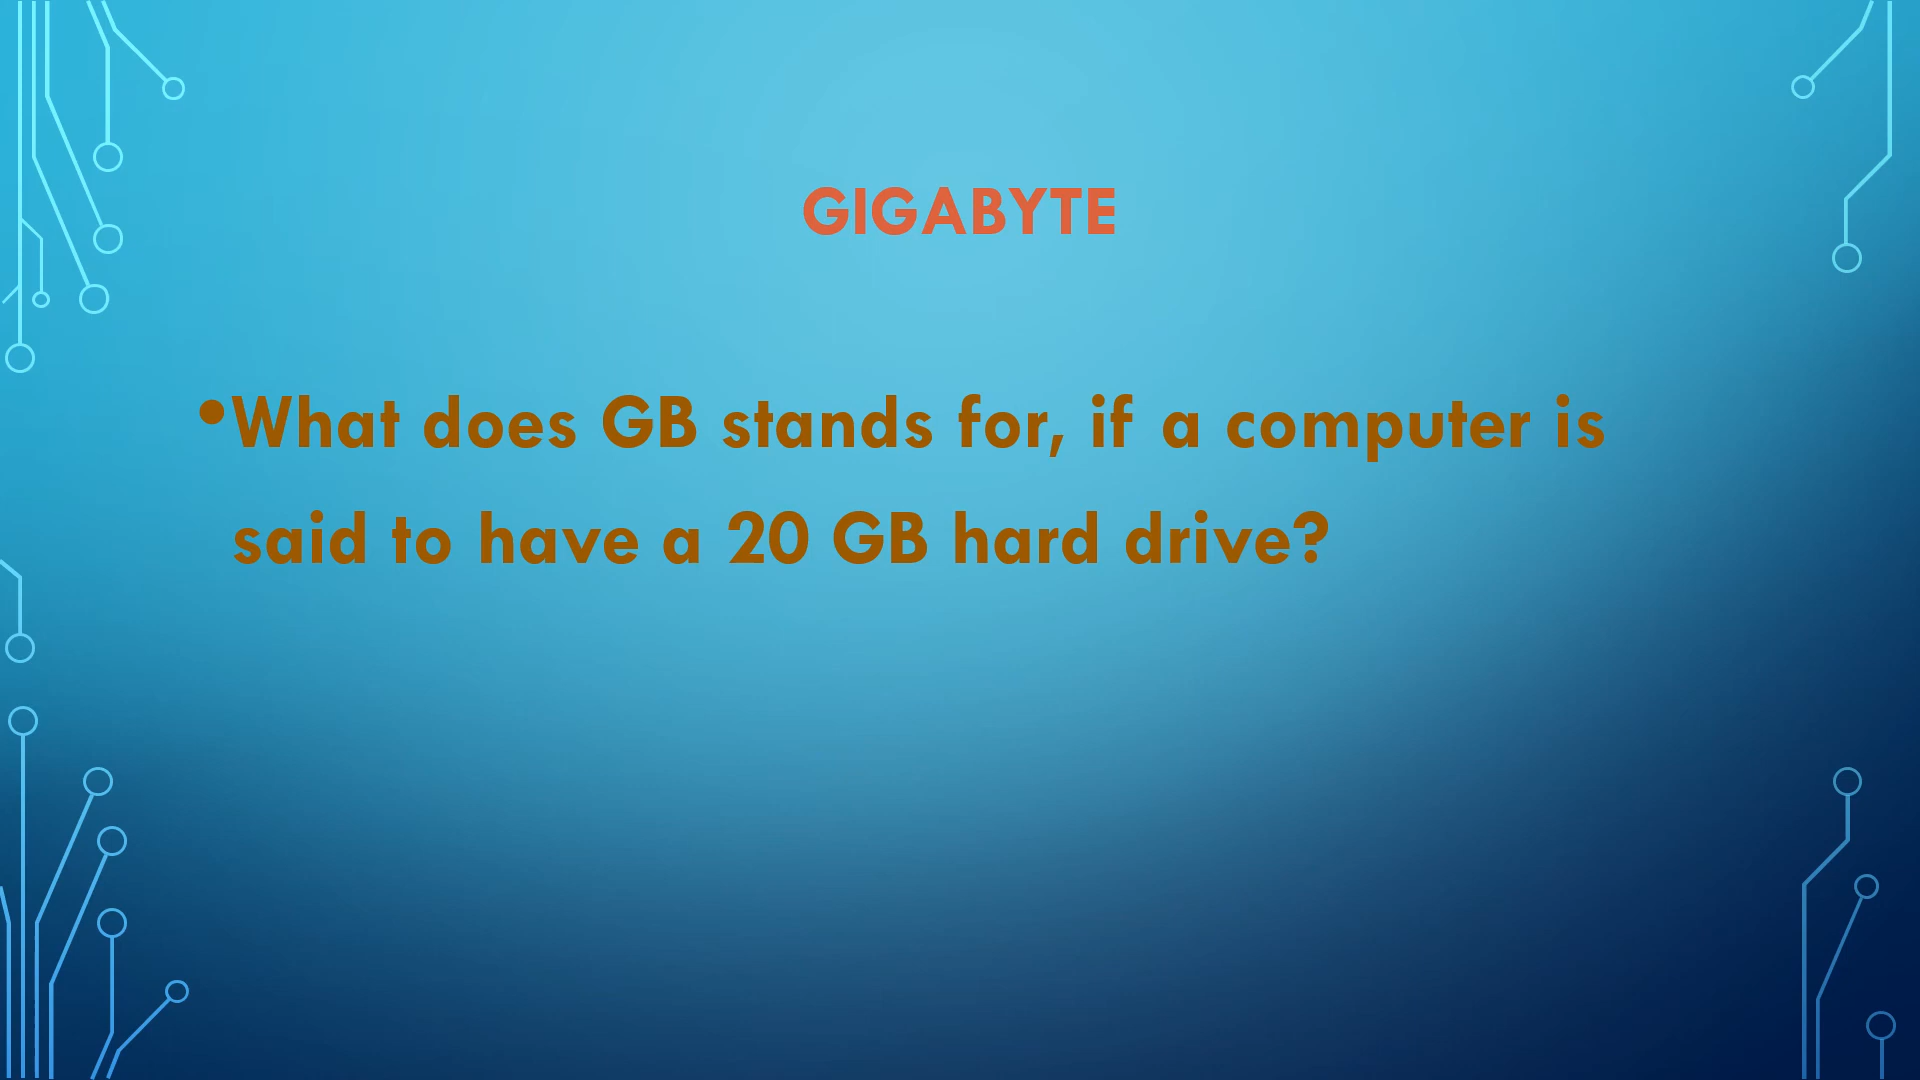 GIGABYTE
•What does GB stands for, if a computer is
said to have a 20 GB hard drive?